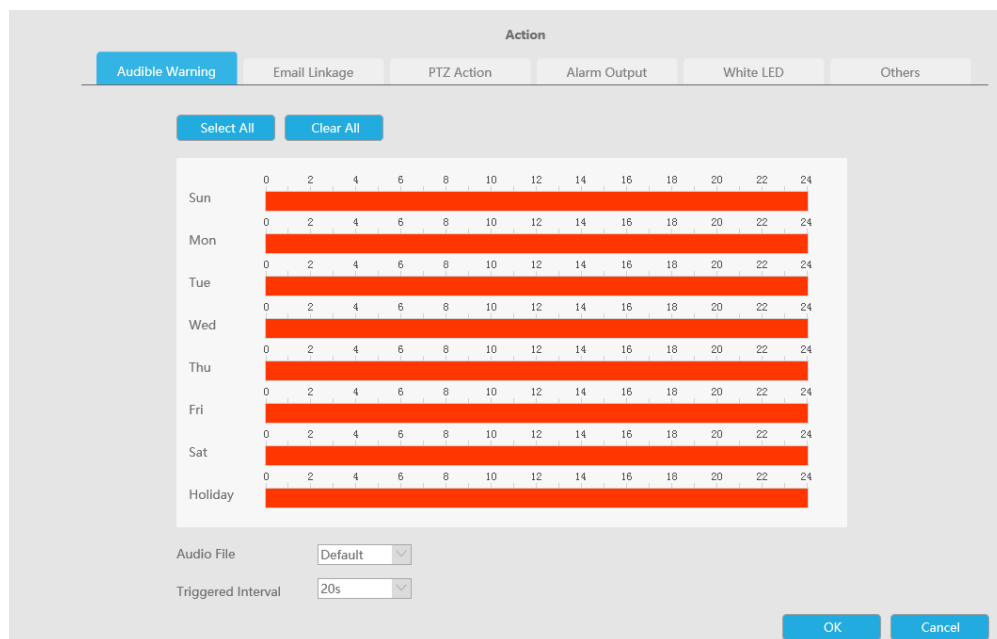 Action
Audible Warning Email Linkage PTZ Action Alarm Output White LED Others
Select All Clear All
0 2 4 6 8 10 12 14 16 18 20 22 24
Sun
0 2 4 6 8 10 12 14 16 18 20 22 24
Mon
0 2 4 6 8 10 12 14 16 18 20 22 24
Tue
0 2 4 6 8 10 12 14 16 18 20 22 24
Wed
0 2 4 6 8 10 12 14 16 18 20 22 24
Thu
0 2 4 6 8 10 12 14 16 18 20 22 24
Fri
0 2 4 6 8 10 12 14 16 18 20 22 24
Sat
0 2 4 6 8 10 12 14 16 18 20 22 24
Holiday
Audio File Default
Triggered Interval 20s
OK Cancel